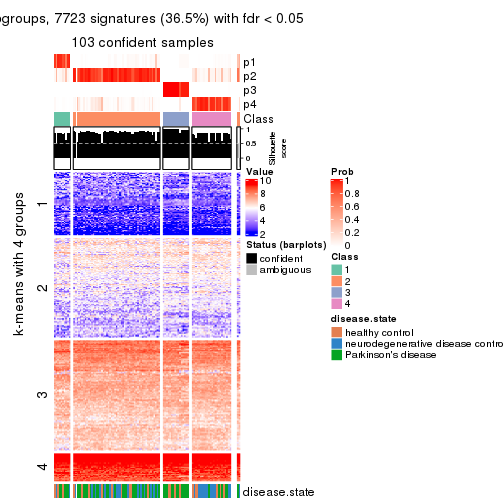 ogroups, 7723 signatures (36.5%) with fdr < 0.05
103 confident samples
p1
p2
p3
p4
Class
1
0.5
0
Silhouette
score
k-means with 4 groups
1
2
3
4
disease.state
Value
10
8
6
4
2
Status (barplots)
confident
ambiguous
Prob
1
0.8
0.6
0.4
0.2
0
Class
1
2
3
4
disease.state
healthy control
neurodegenerative disease contro
Parkinson's disease